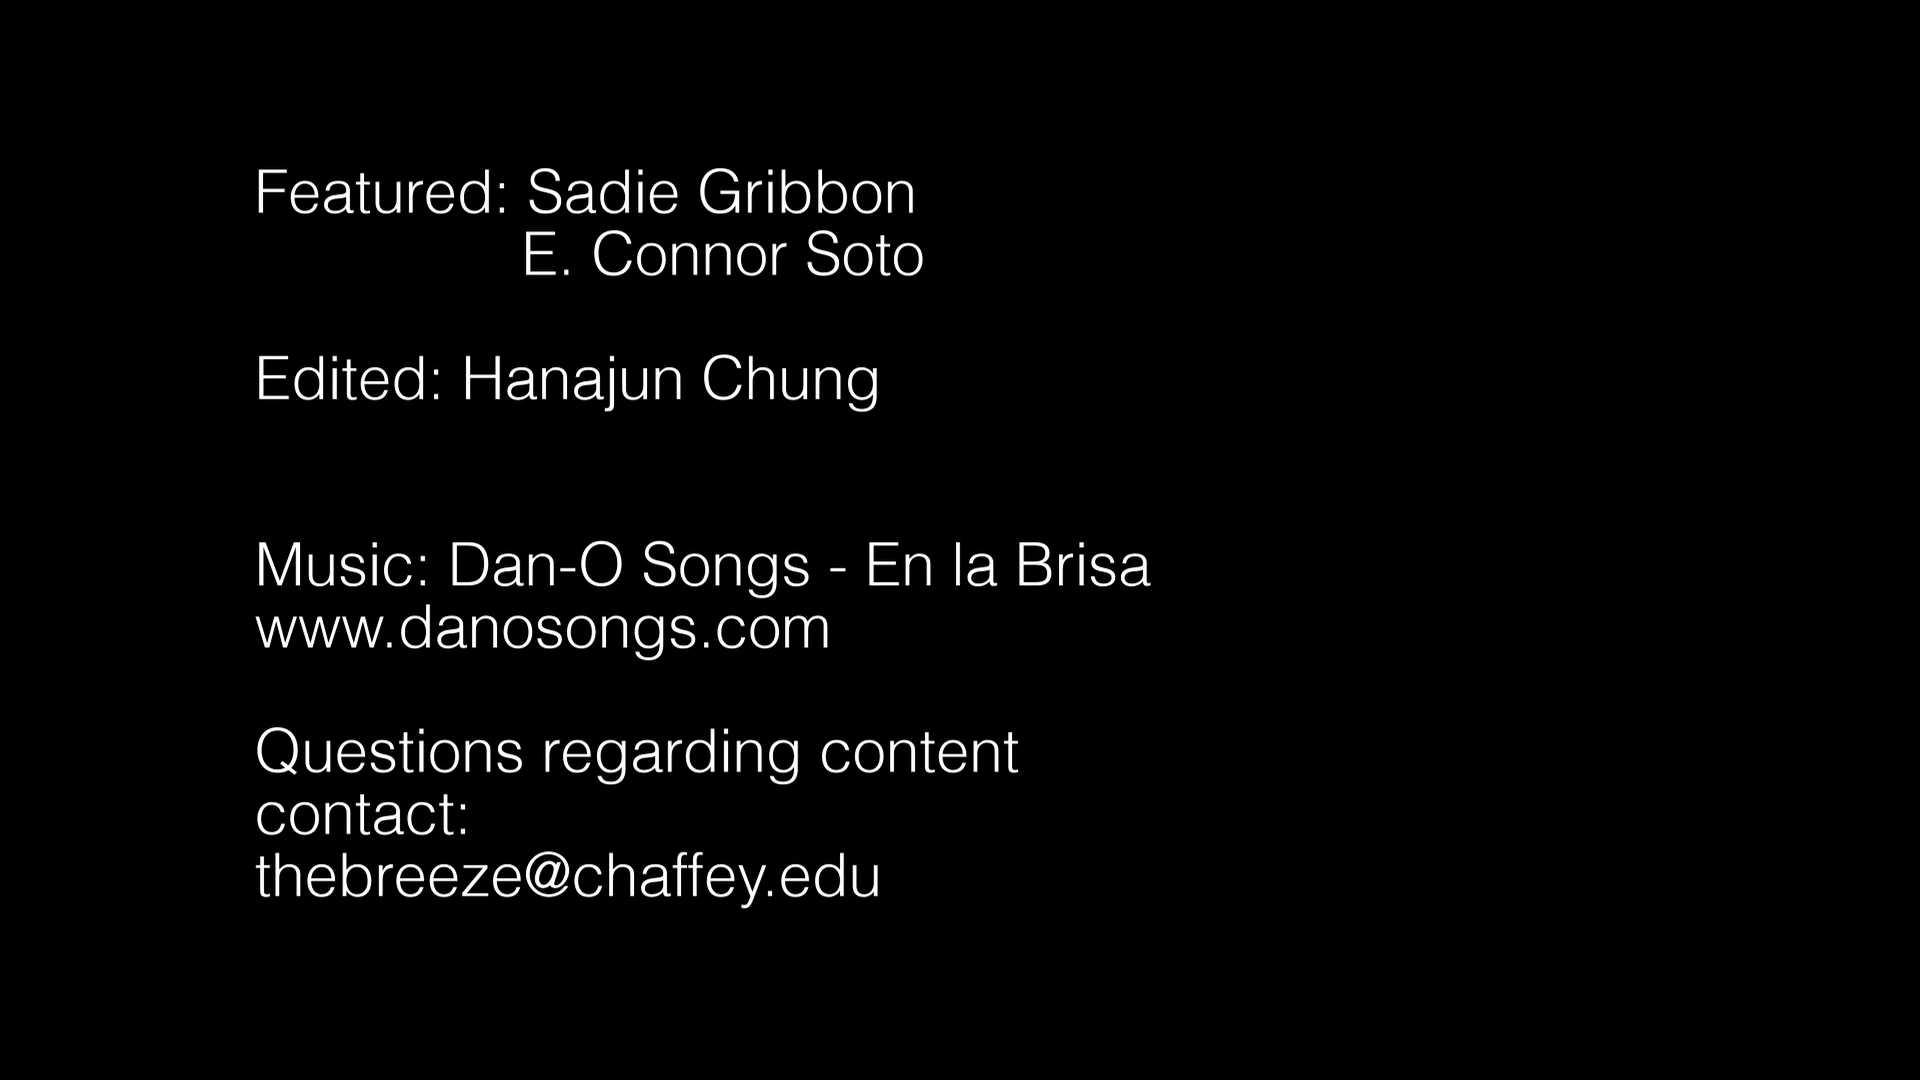 Featured: Sadie Gribbon
E. Connor Soto
Edited: Hanajun Chung
Music: Dan-O Songs - En la Brisa
www.danosongs.com
Questions regarding content
contact:
thebreeze@chaffey.edu